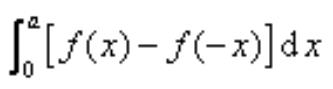 ∫₀ᵃ [f(x) − f(−x)] dx